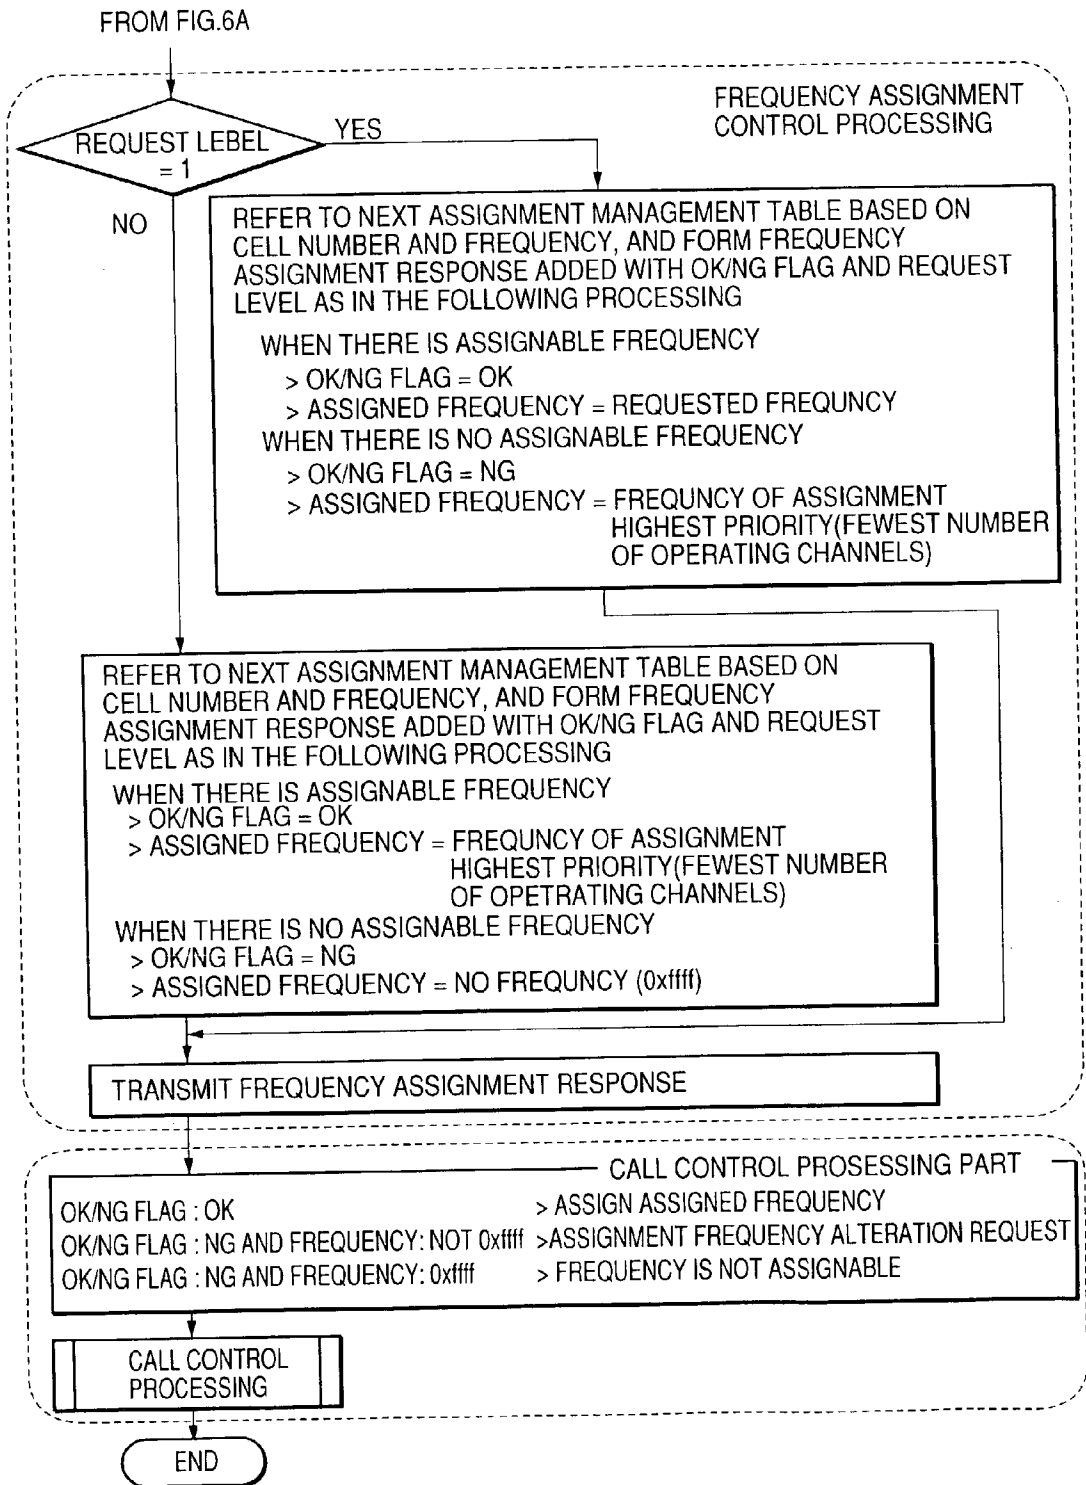 FROM FIG.6A
FREQUENCY ASSIGNMENT
CONTROL PROCESSING
REQUEST LEBEL
= 1
YES
NO
REFER TO NEXT ASSIGNMENT MANAGEMENT TABLE BASED ON
CELL NUMBER AND FREQUENCY, AND FORM FREQUENCY
ASSIGNMENT RESPONSE ADDED WITH OK/NG FLAG AND REQUEST
LEVEL AS IN THE FOLLOWING PROCESSING
WHEN THERE IS ASSIGNABLE FREQUENCY
> OK/NG FLAG = OK
> ASSIGNED FREQUENCY = REQUESTED FREQUNCY
WHEN THERE IS NO ASSIGNABLE FREQUENCY
> OK/NG FLAG = NG
> ASSIGNED FREQUENCY = FREQUNCY OF ASSIGNMENT
HIGHEST PRIORITY(FEWEST NUMBER
OF OPERATING CHANNELS)
REFER TO NEXT ASSIGNMENT MANAGEMENT TABLE BASED ON
CELL NUMBER AND FREQUENCY, AND FORM FREQUENCY
ASSIGNMENT RESPONSE ADDED WITH OK/NG FLAG AND REQUEST
LEVEL AS IN THE FOLLOWING PROCESSING
WHEN THERE IS ASSIGNABLE FREQUENCY
> OK/NG FLAG = OK
> ASSIGNED FREQUENCY = FREQUNCY OF ASSIGNMENT
HIGHEST PRIORITY(FEWEST NUMBER
OF OPETRATING CHANNELS)
WHEN THERE IS NO ASSIGNABLE FREQUENCY
> OK/NG FLAG = NG
> ASSIGNED FREQUENCY = NO FREQUNCY (0xffff)
TRANSMIT FREQUENCY ASSIGNMENT RESPONSE
CALL CONTROL PROSESSING PART
OK/NG FLAG : OK > ASSIGN ASSIGNED FREQUENCY
OK/NG FLAG : NG AND FREQUENCY: NOT 0xffff >ASSIGNMENT FREQUENCY ALTERATION REQUEST
OK/NG FLAG : NG AND FREQUENCY: 0xffff > FREQUENCY IS NOT ASSIGNABLE
CALL CONTROL
PROCESSING
END